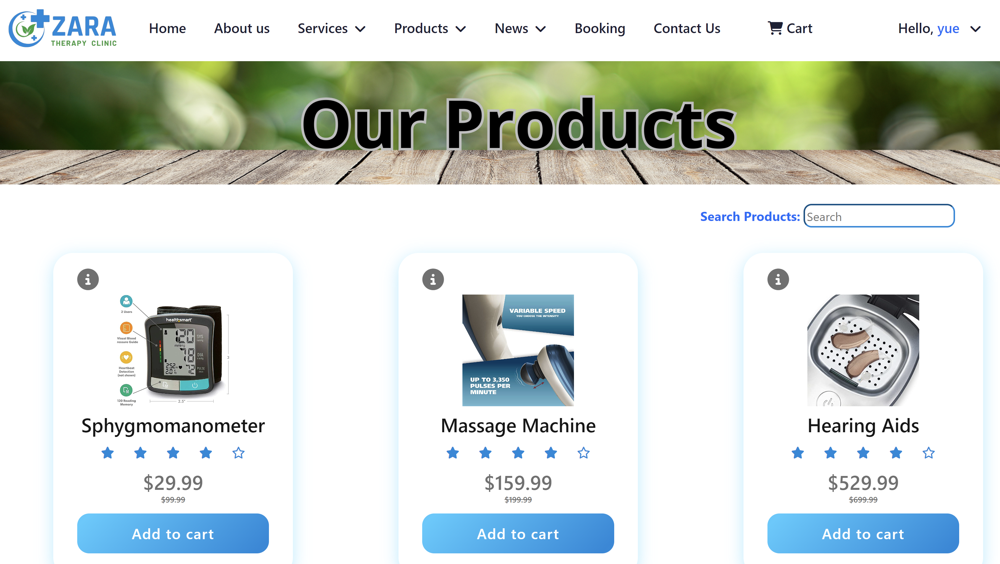 ZARA
THERAPY CLINIC
Home About us Services Products News Booking Contact Us Cart Hello, yue
Our Products
Search Products: Search
2 Users
Visual Blood
ressure Guide
Heartbeat
Detection
(not shown)
120 Reading
Memory
healthsmart
120 SYS
mmHg
mmHg
78 DIA
mmHg
2:52 PM
2.01 72 PULSE
/min
M
3
2.5"
Sphygmomanometer
$29.99
$99.99
Add to cart
VARIABLE SPEED
YOU CHOOSE THE INTENSITY
UP TO 3,350
PULSES PER
MINUTE
Massage Machine
$159.99
$199.99
Add to cart
Hearing Aids
$529.99
$699.99
Add to cart